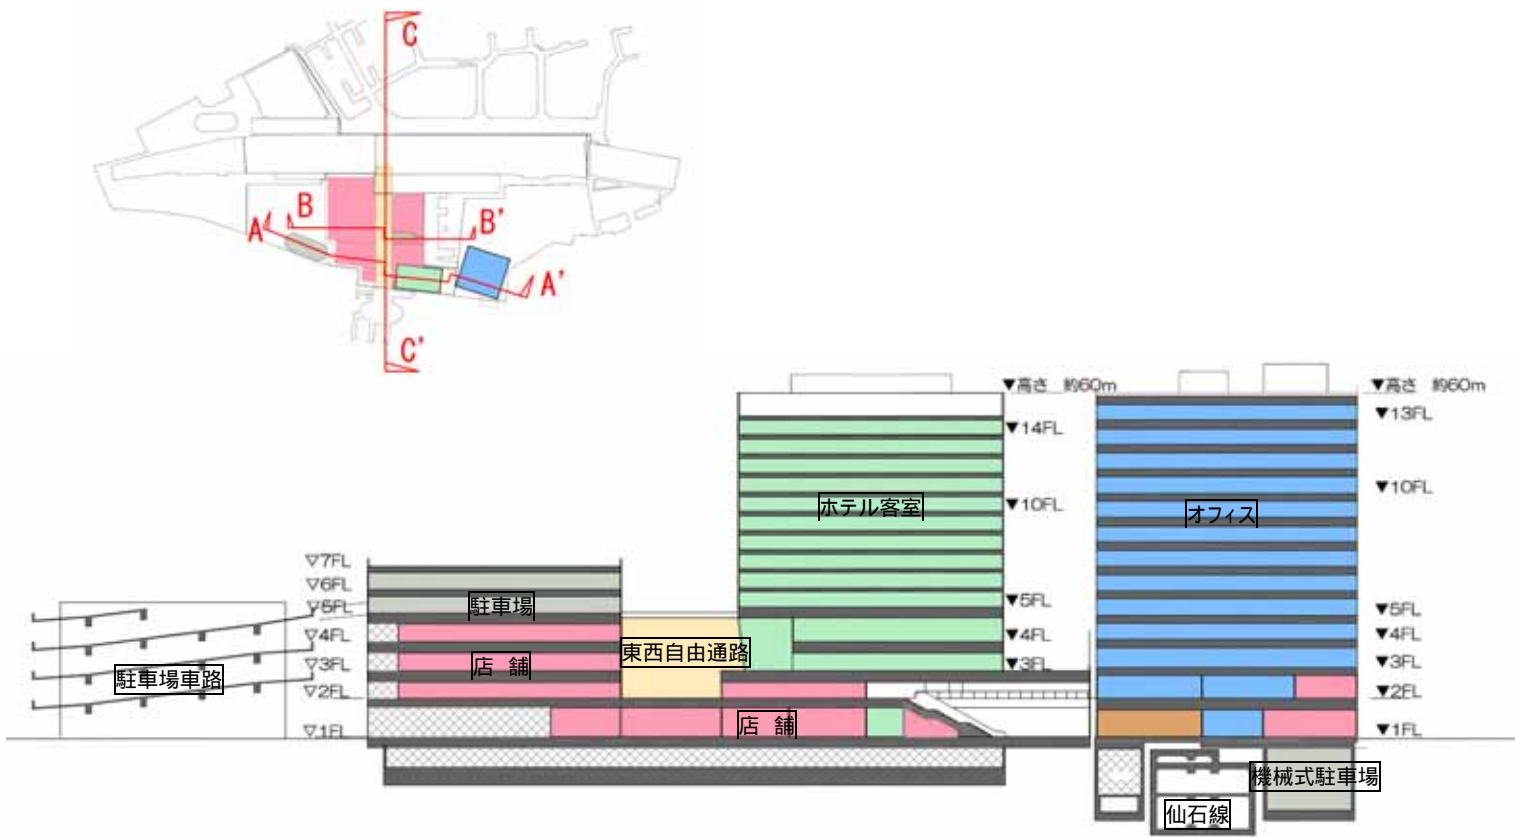 C
B
A
B'
A'
C'
▼高さ 約60m
▼高さ 約60m
▼14FL
▼13FL
ホテル客室
▼10FL
オフィス
▼10FL
▽7FL
▽6FL
▽5FL
駐車場
▼5FL
▼5FL
▽4FL
▼4FL
▼4FL
東西自由通路
▽3FL
店 舗
▼3FL
▼3FL
駐車場車路
▽2FL
▼2FL
▽1FL
店 舗
▼1FL
機械式駐車場
仙石線